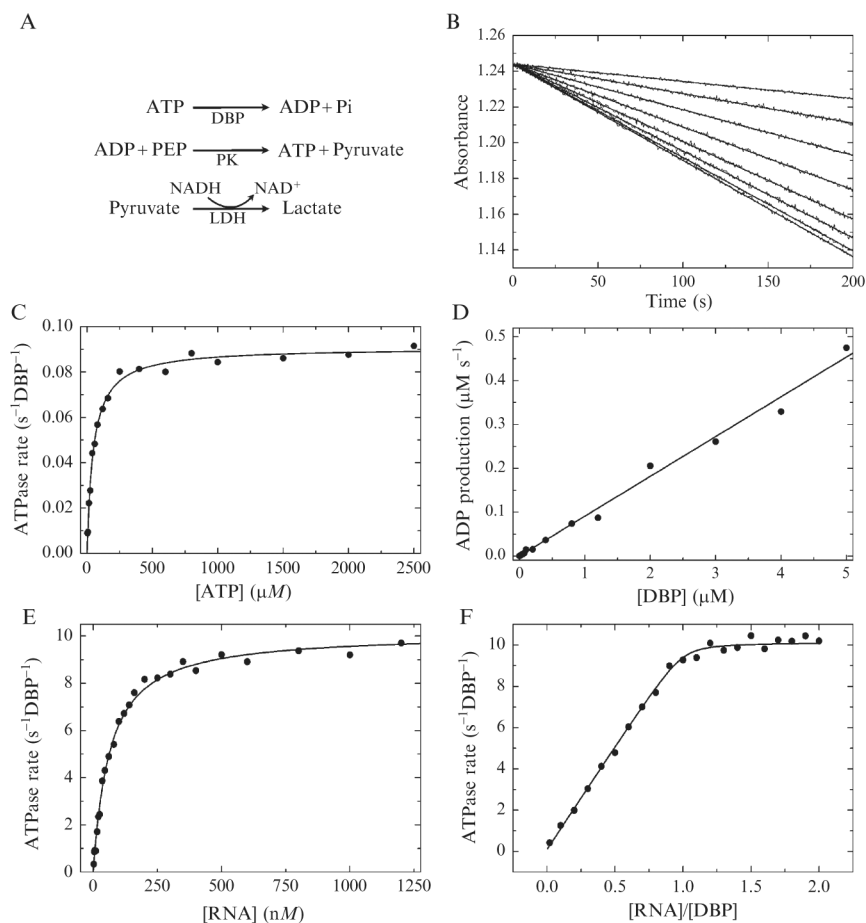 A
ATP DBP ADP + Pi
ADP + PEP PK ATP + Pyruvate
NADH NAD⁺
Pyruvate LDH Lactate
B
1.26
1.24
1.22
1.20
1.18
1.16
1.14
Absorbance
0 50 100 150 200
Time (s)
C
0.10
0.08
0.06
0.04
0.02
0.00
ATPase rate (s⁻¹DBP⁻¹)
0 500 1000 1500 2000 2500
[ATP] (μM)
D
0.5
0.4
0.3
0.2
0.1
0.0
ADP production (μM s⁻¹)
0 1 2 3 4 5
[DBP] (μM)
E
10
8
6
4
2
0
ATPase rate (s⁻¹DBP⁻¹)
0 250 500 750 1000 1250
[RNA] (nM)
F
10
8
6
4
2
0
ATPase rate (s⁻¹DBP⁻¹)
0.0 0.5 1.0 1.5 2.0
[RNA]/[DBP]